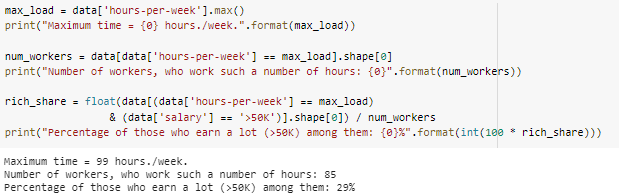 max_load = data['hours-per-week'].max()
print("Maximum time = {0} hours./week.".format(max_load))
num_workers = data[data['hours-per-week'] == max_load].shape[0]
print("Number of workers, who work such a number of hours: {0}".format(num_workers))
rich_share = float(data[(data['hours-per-week'] == max_load)
& (data['salary'] == '>50K')].shape[0]) / num_workers
print("Percentage of those who earn a lot (>50K) among them: {0}%".format(int(100 * rich_share)))
Maximum time = 99 hours./week.
Number of workers, who work such a number of hours: 85
Percentage of those who earn a lot (>50K) among them: 29%